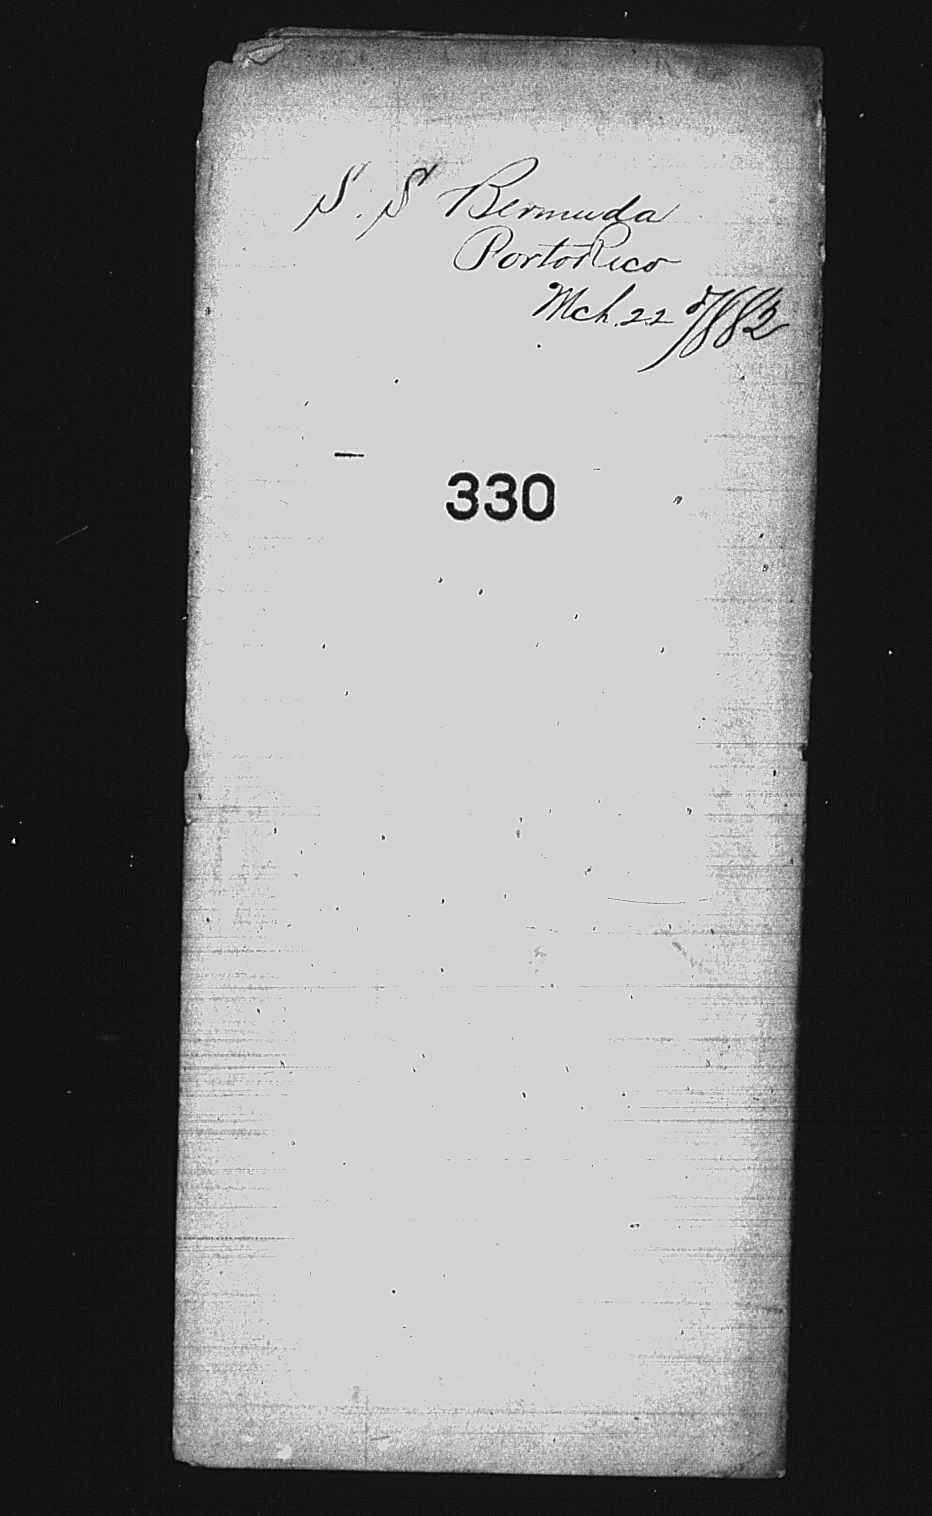 S. S Bermuda
Porto Rico
Mch. 22 / 1882
330